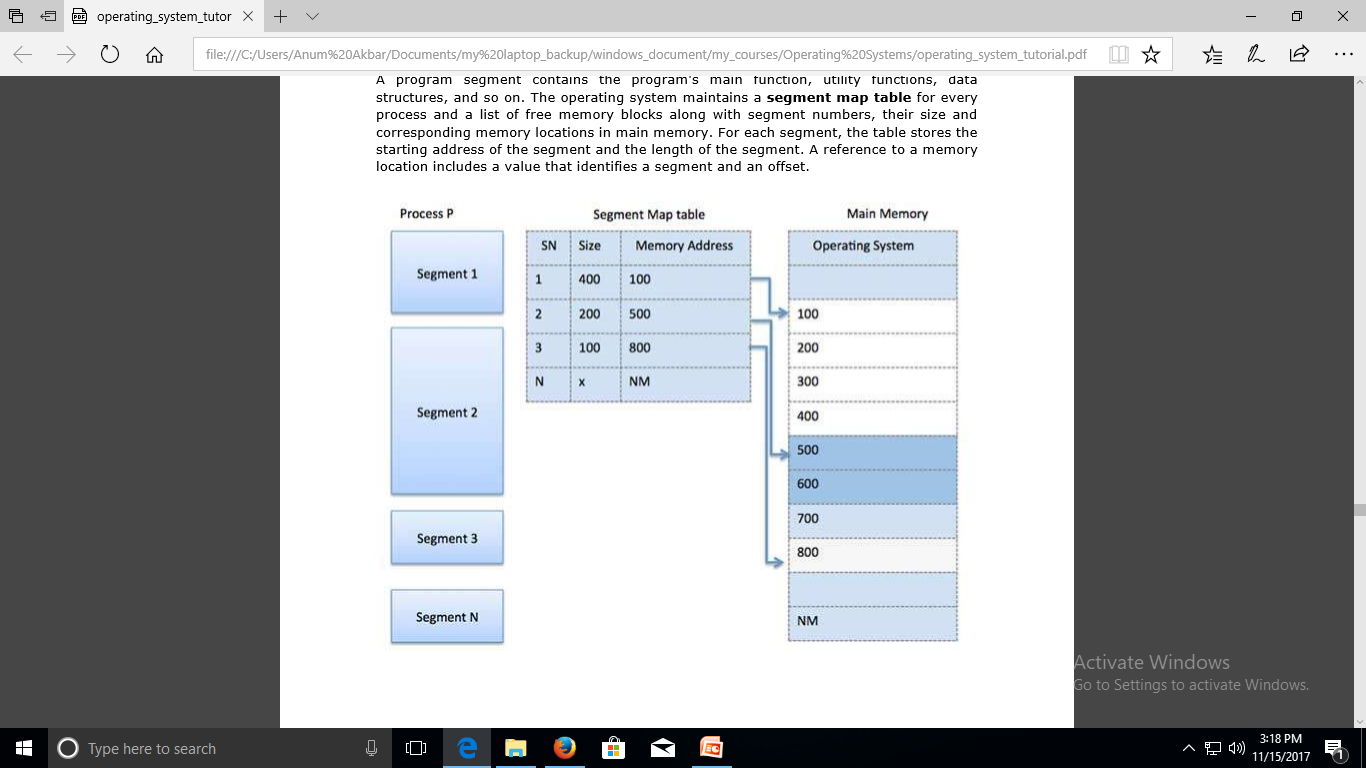 operating_system_tutor
file:///C:/Users/Anum%20Akbar/Documents/my%20laptop_backup/windows_document/my_courses/Operating%20Systems/operating_system_tutorial.pdf
A program segment contains the program's main function, utility functions, data
structures, and so on. The operating system maintains a segment map table for every
process and a list of free memory blocks along with segment numbers, their size and
corresponding memory locations in main memory. For each segment, the table stores the
starting address of the segment and the length of the segment. A reference to a memory
location includes a value that identifies a segment and an offset.
Process P
Segment 1
Segment 2
Segment 3
Segment N
Segment Map table
SN Size Memory Address
1 400 100
2 200 500
3 100 800
N x NM
Main Memory
Operating System
100
200
300
400
500
600
700
800
NM
Activate Windows
Go to Settings to activate Windows.
Type here to search
3:18 PM
11/15/2017
1